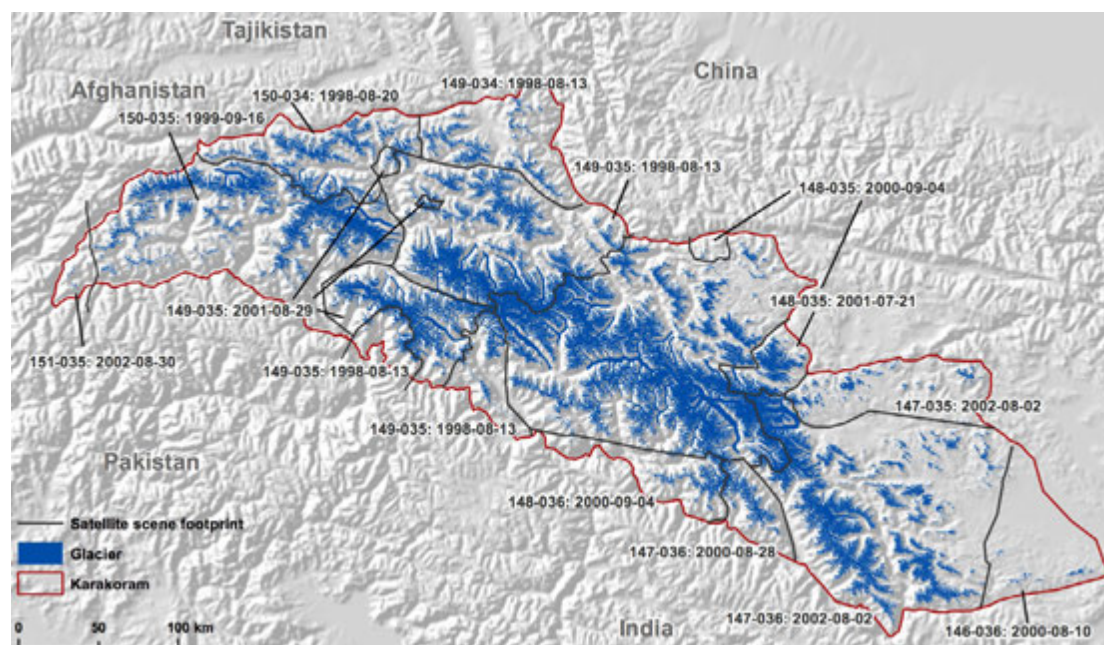 Tajikistan
China
149-034: 1998-08-13
Afghanistan
150-034: 1998-08-20
150-035: 1999-09-16
149-035: 1998-08-13
148-035: 2000-09-04
148-035: 2001-07-21
149-035: 2001-08-29
151-035: 2002-08-30
149-035: 1998-08-13
147-035: 2002-08-02
149-035: 1998-08-13
Pakistan
148-036: 2000-09-04
Satellite scene footprint
147-036: 2000-08-28
Glacier
Karakoram
147-036: 2002-08-02
India
146-036: 2000-08-10
0 50 100 km